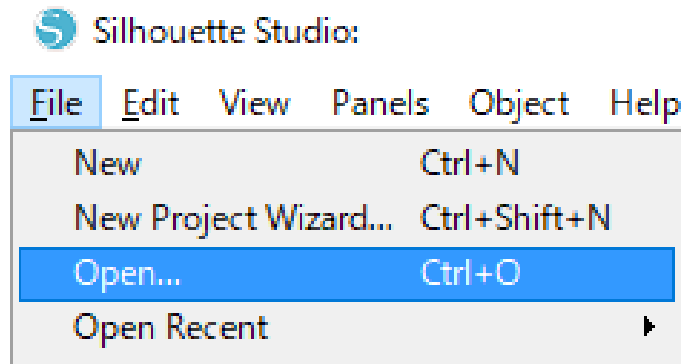 Silhouette Studio:
File Edit View Panels Object Help
New Ctrl+N
New Project Wizard... Ctrl+Shift+N
Open... Ctrl+O
Open Recent